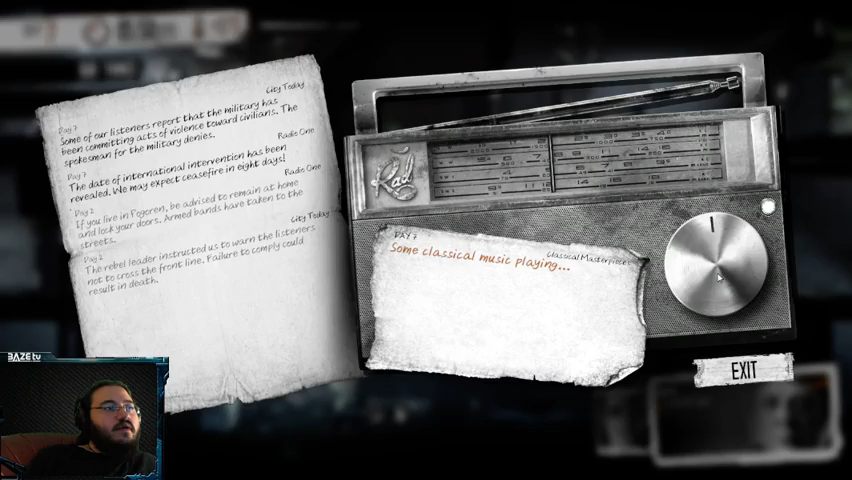 City Today
Day 7
Some of our listeners report that the military has
been committing acts of violence toward civilians. The
spokesman for the military denies.
Radio One
Day 7
The date of international intervention has been
revealed. We may expect ceasefire in eight days!
Radio One
Day 2
If you live in Pogoren, be advised to remain at home
and lock your doors. Armed bands have taken to the
streets.
City Today
Day 2
The rebel leader instructed us to warn the listeners
not to cross the front line. Failure to comply could
result in death.
Rad
DAY 7
Classical Masterpieces
Some classical music playing...
EXIT
BAZE tv